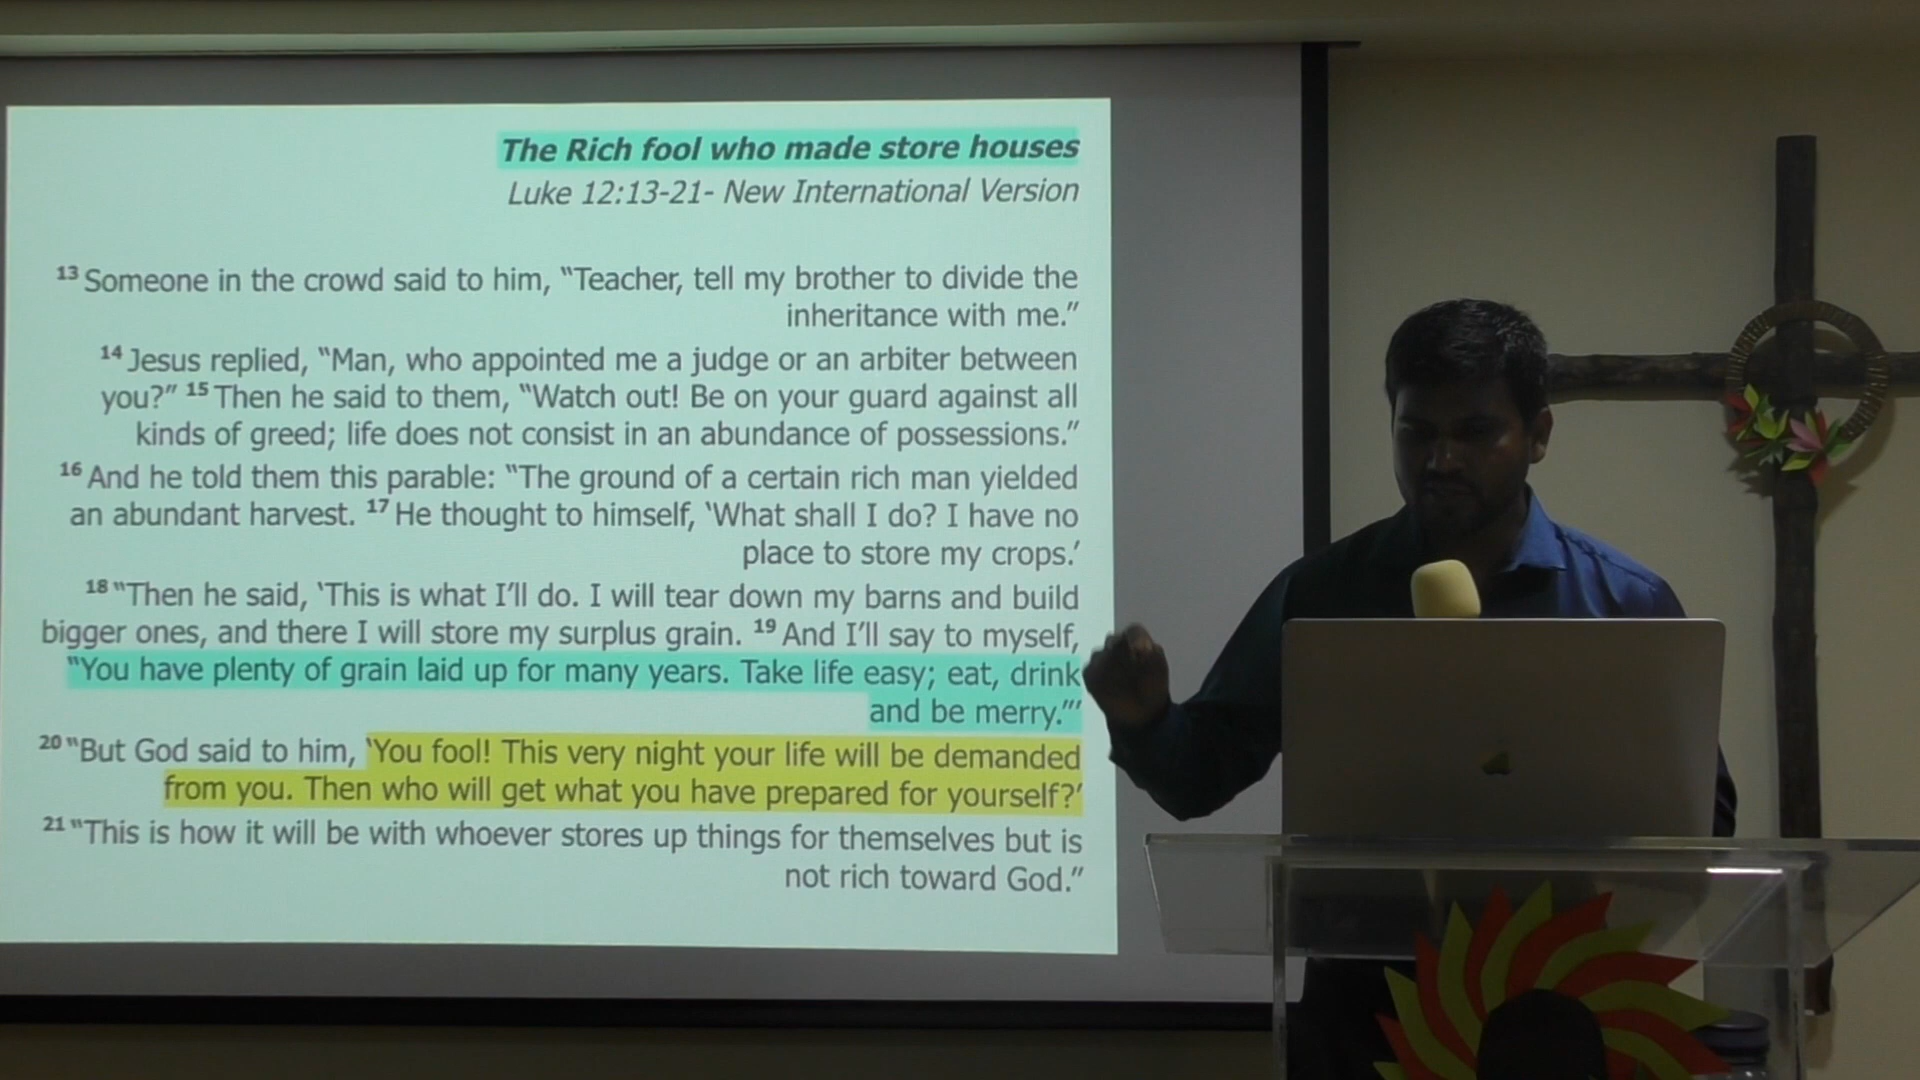 The Rich fool who made store houses
Luke 12:13-21- New International Version
13 Someone in the crowd said to him, “Teacher, tell my brother to divide the
inheritance with me.”
14 Jesus replied, “Man, who appointed me a judge or an arbiter between
you?” 15 Then he said to them, “Watch out! Be on your guard against all
kinds of greed; life does not consist in an abundance of possessions.”
16 And he told them this parable: “The ground of a certain rich man yielded
an abundant harvest. 17 He thought to himself, ‘What shall I do? I have no
place to store my crops.’
18 “Then he said, ‘This is what I’ll do. I will tear down my barns and build
bigger ones, and there I will store my surplus grain. 19 And I’ll say to myself,
“You have plenty of grain laid up for many years. Take life easy; eat, drink
and be merry.”’
20 “But God said to him, ‘You fool! This very night your life will be demanded
from you. Then who will get what you have prepared for yourself?’
21 “This is how it will be with whoever stores up things for themselves but is
not rich toward God.”